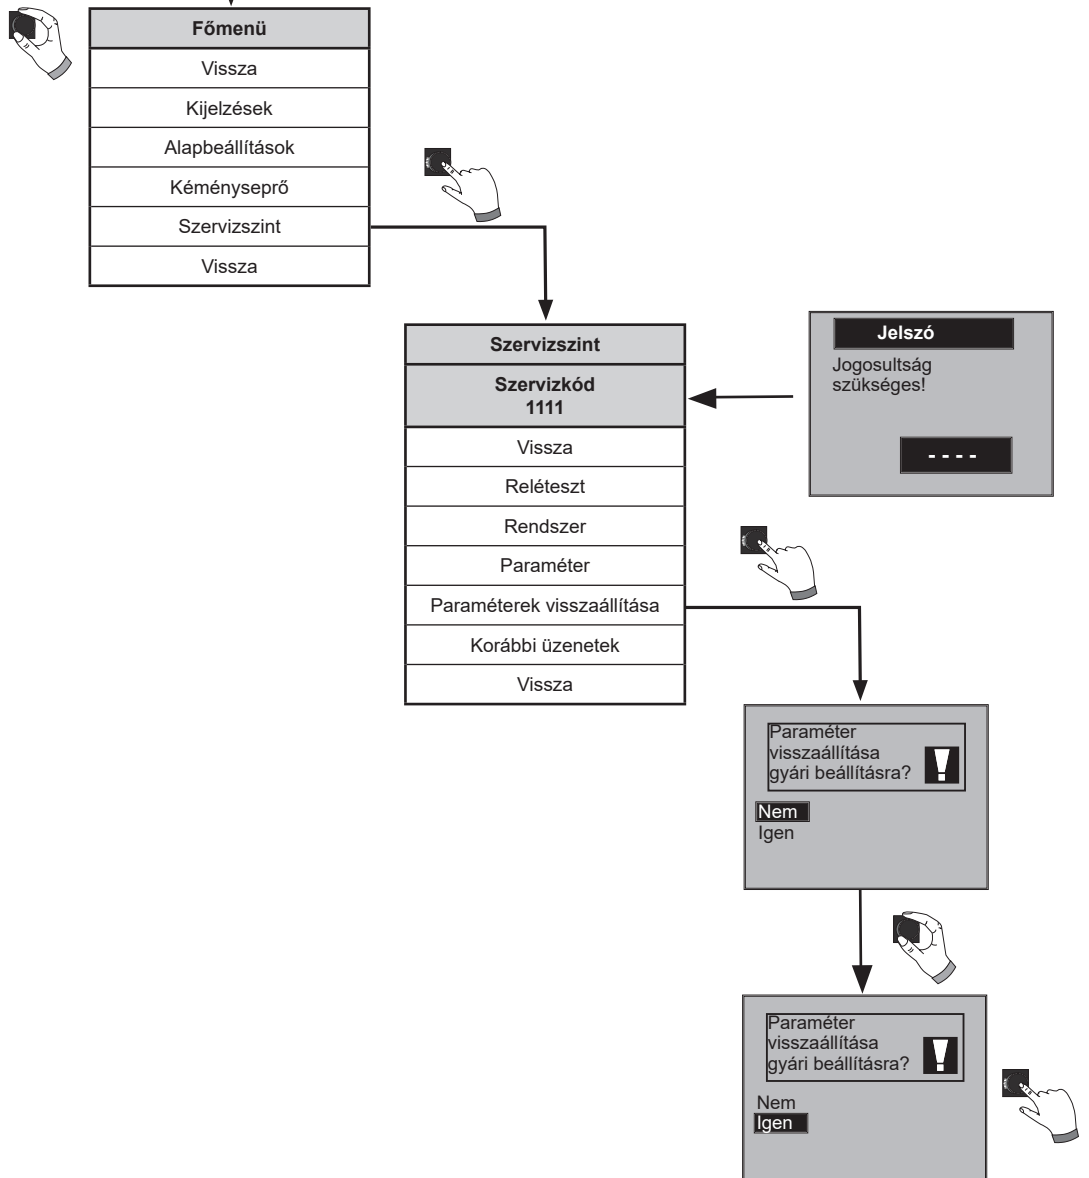 Főmenü
Vissza
Kijelzések
Alapbeállítások
Kéményseprő
Szervizszint
Vissza
Szervizszint
Szervizkód
1111
Vissza
Reléteszt
Rendszer
Paraméter
Paraméterek visszaállítása
Korábbi üzenetek
Vissza
Jelszó
Jogosultság
szükséges!
- - - -
Paraméter
visszaállítása
gyári beállításra?
Nem
Igen
Paraméter
visszaállítása
gyári beállításra?
Nem
Igen